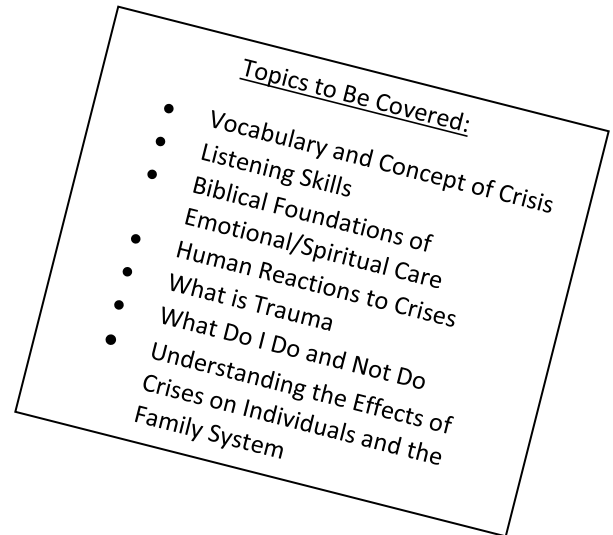 Topics to Be Covered:
• Vocabulary and Concept of Crisis
• Listening Skills
• Biblical Foundations of
Emotional/Spiritual Care
• Human Reactions to Crises
• What is Trauma
• What Do I Do and Not Do
• Understanding the Effects of
Crises on Individuals and the
Family System